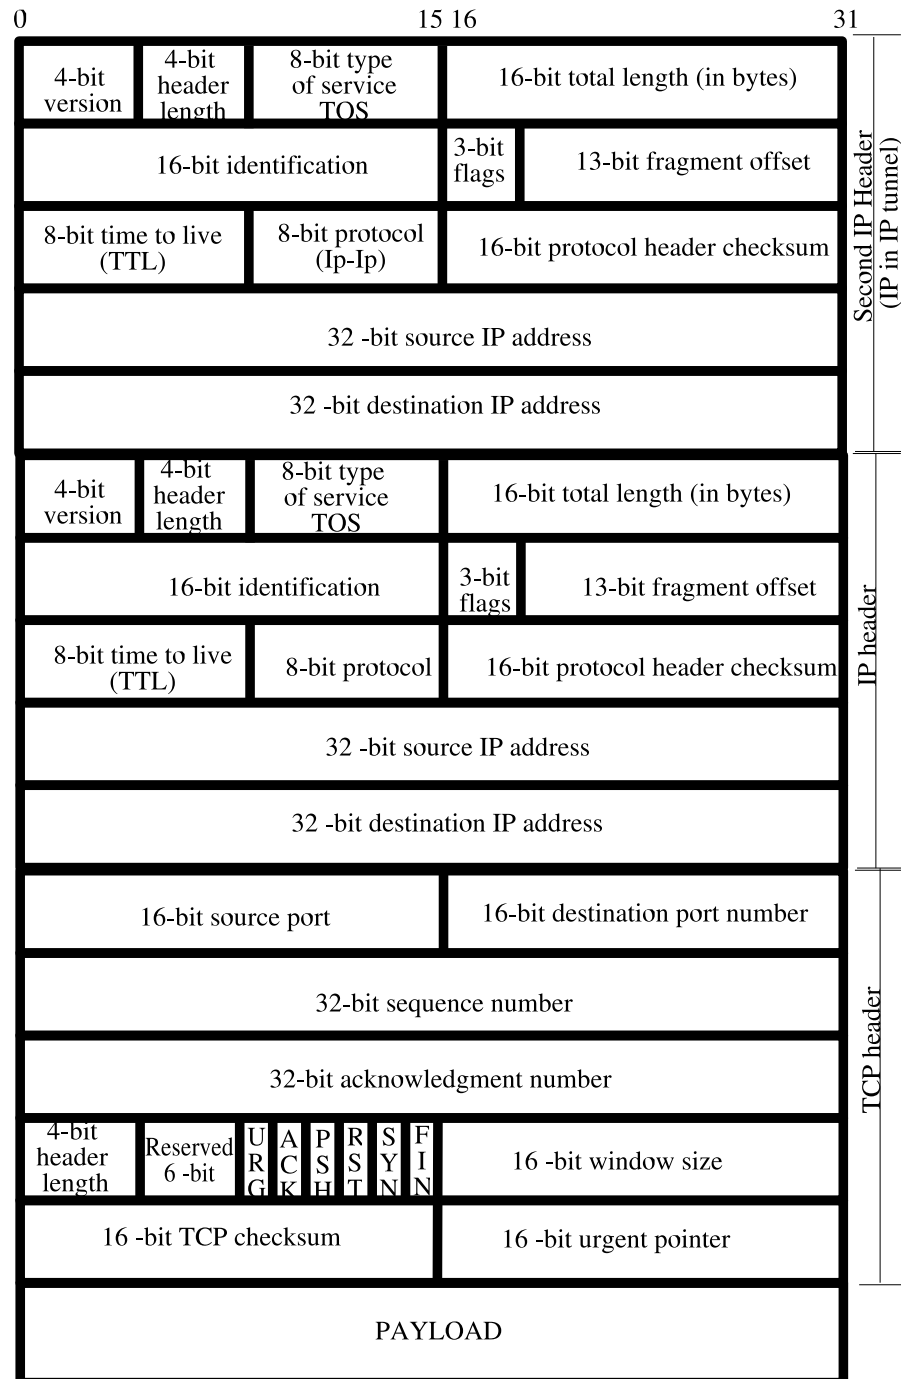 0
15 16
31
4-bit
version
4-bit
header
length
8-bit type
of service
TOS
16-bit total length (in bytes)
16-bit identification
3-bit
flags
13-bit fragment offset
8-bit time to live
(TTL)
8-bit protocol
(Ip-Ip)
16-bit protocol header checksum
32 -bit source IP address
32 -bit destination IP address
Second IP Header
(IP in IP tunnel)
4-bit
version
4-bit
header
length
8-bit type
of service
TOS
16-bit total length (in bytes)
16-bit identification
3-bit
flags
13-bit fragment offset
8-bit time to live
(TTL)
8-bit protocol
16-bit protocol header checksum
32 -bit source IP address
32 -bit destination IP address
IP header
16-bit source port
16-bit destination port number
32-bit sequence number
32-bit acknowledgment number
4-bit
header
length
Reserved
6 -bit
URG
ACK
PSH
RST
SYN
FIN
16 -bit window size
16 -bit TCP checksum
16 -bit urgent pointer
TCP header
PAYLOAD